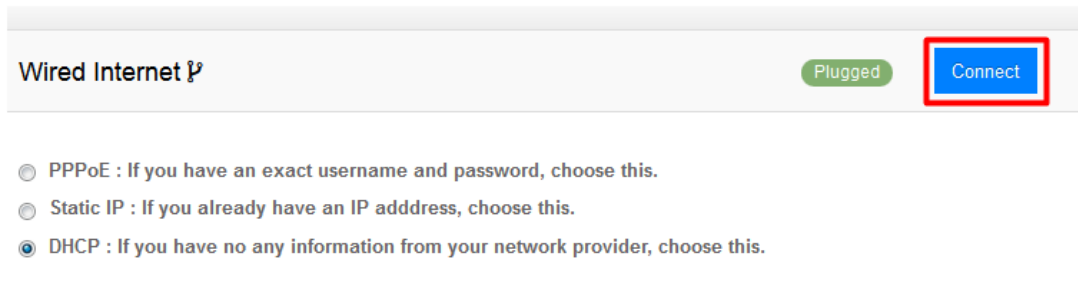 Wired Internet
Plugged
Connect
PPPoE : If you have an exact username and password, choose this.
Static IP : If you already have an IP adddress, choose this.
DHCP : If you have no any information from your network provider, choose this.